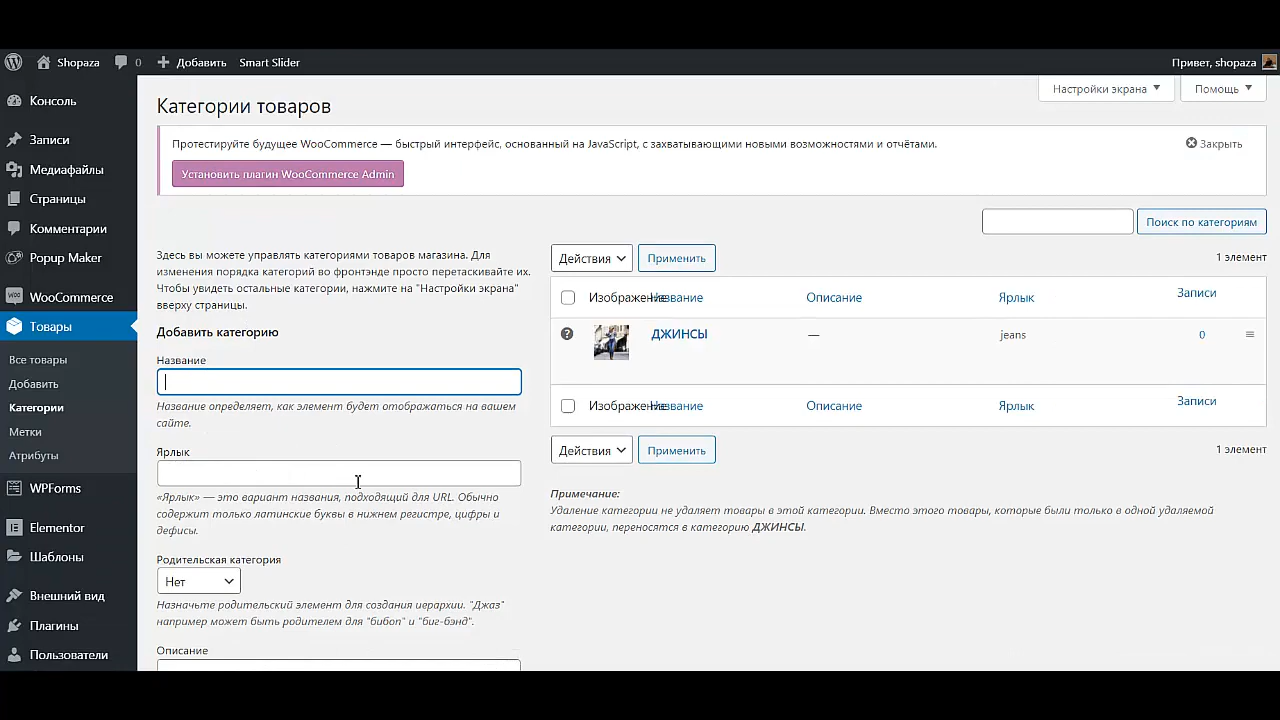 Shopaza
0
Добавить
Smart Slider
Привет, shopaza
Консоль
Записи
Медиафайлы
Страницы
Комментарии
Popup Maker
WooCommerce
Товары
Все товары
Добавить
Категории
Метки
Атрибуты
WPForms
Elementor
Шаблоны
Внешний вид
Плагины
Пользователи
Настройки экрана
Помощь
Категории товаров
Протестируйте будущее WooCommerce — быстрый интерфейс, основанный на JavaScript, с захватывающими новыми возможностями и отчётами.
Закрыть
Установить плагин WooCommerce Admin
Поиск по категориям
Здесь вы можете управлять категориями товаров магазина. Для
изменения порядка категорий во фронтэнде просто перетаскивайте их.
Чтобы увидеть остальные категории, нажмите на "Настройки экрана"
вверху страницы.
Добавить категорию
Название
Название определяет, как элемент будет отображаться на вашем
сайте.
Ярлык
«Ярлык» — это вариант названия, подходящий для URL. Обычно
содержит только латинские буквы в нижнем регистре, цифры и
дефисы.
Родительская категория
Нет
Назначьте родительский элемент для создания иерархии. "Джаз"
например может быть родителем для "бибоп" и "биг-бэнд".
Описание
Действия
Применить
1 элемент
Изображение Название Описание Ярлык Записи
ДЖИНСЫ — jeans 0
Изображение Название Описание Ярлык Записи
Действия
Применить
1 элемент
Примечание:
Удаление категории не удаляет товары в этой категории. Вместо этого товары, которые были только в одной удаляемой
категории, переносятся в категорию ДЖИНСЫ.